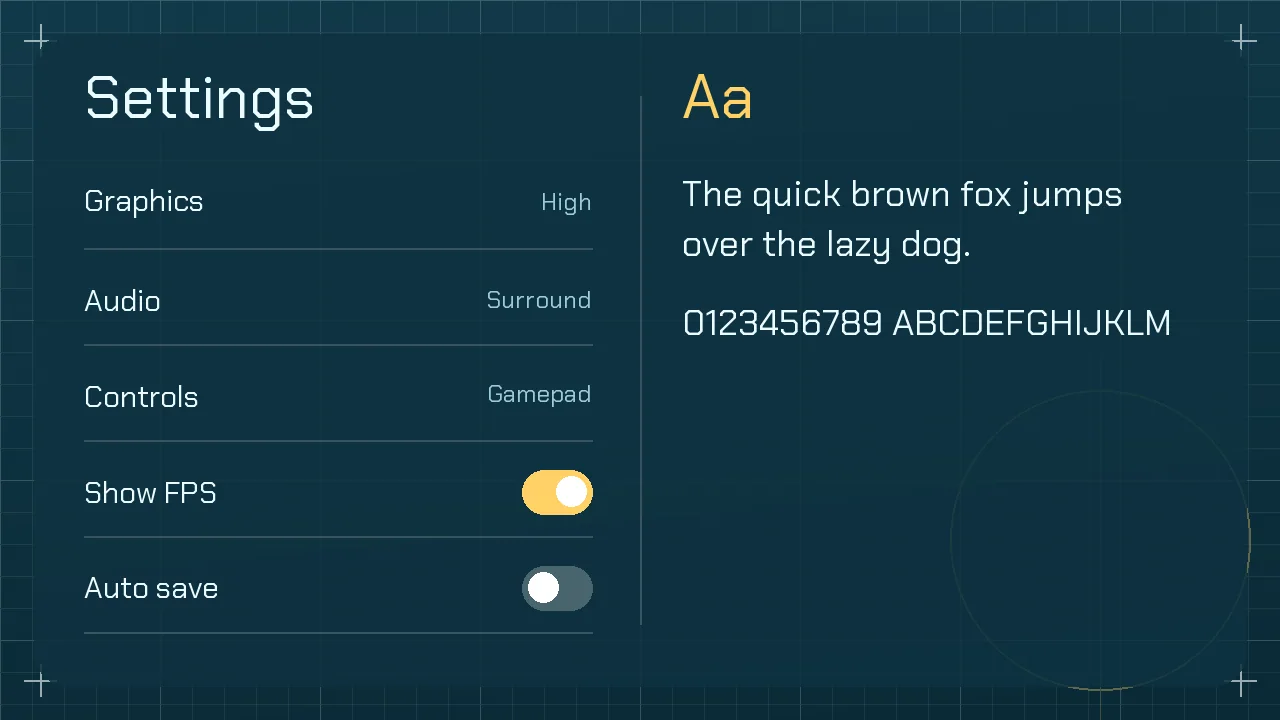 Settings
Graphics High
Audio Surround
Controls Gamepad
Show FPS
Auto save
Aa
The quick brown fox jumps
over the lazy dog.
0123456789 ABCDEFGHIJKLM